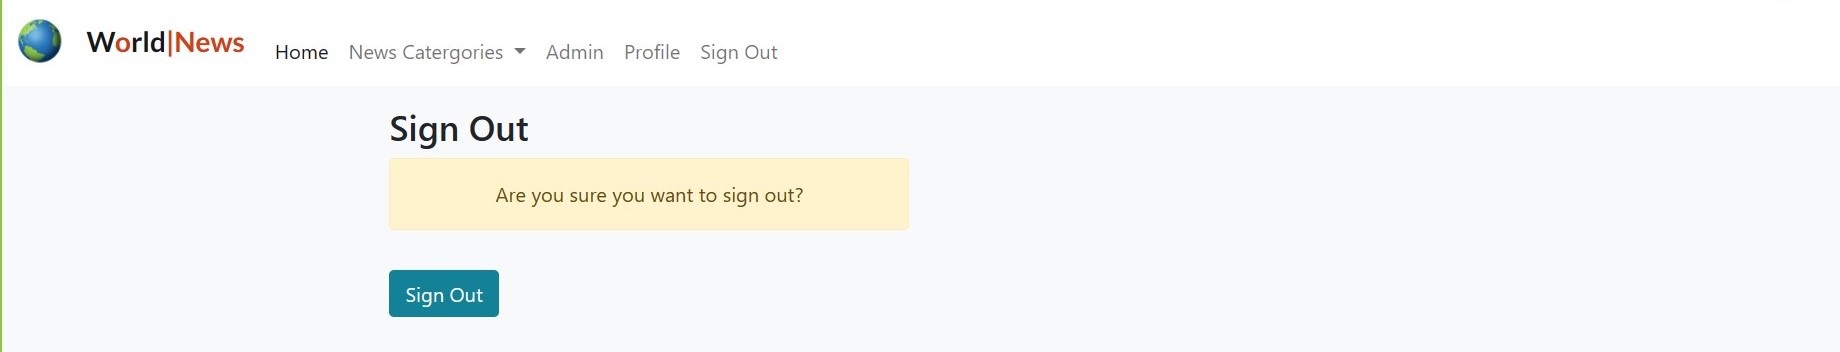 World|News Home News Catergories Admin Profile Sign Out
Sign Out
Are you sure you want to sign out?
Sign Out